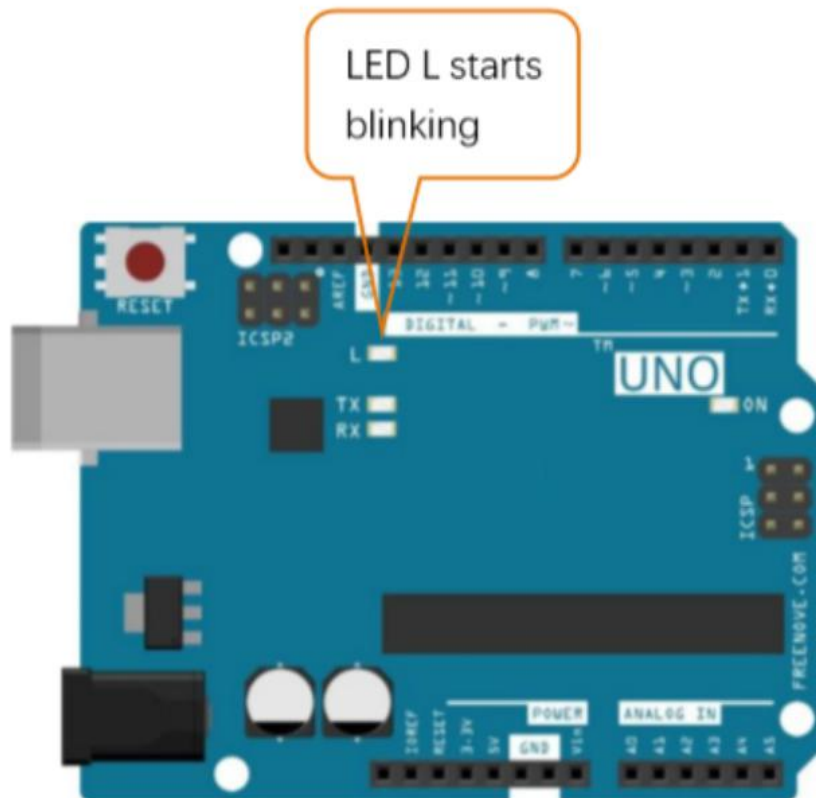 LED L starts
blinking
RESET
ICSP2
AREF
GND
13
12
~11
~10
~9
8
7
~6
~5
4
~3
2
TX→1
RX←0
DIGITAL - PWM~
L
TX
RX
TM
UNO
ON
1
ICSP
FREENOVE.COM
POWER
ANALOG IN
IOREF
RESET
3.3V
5V
GND
Vin
A0
A1
A2
A3
A4
A5